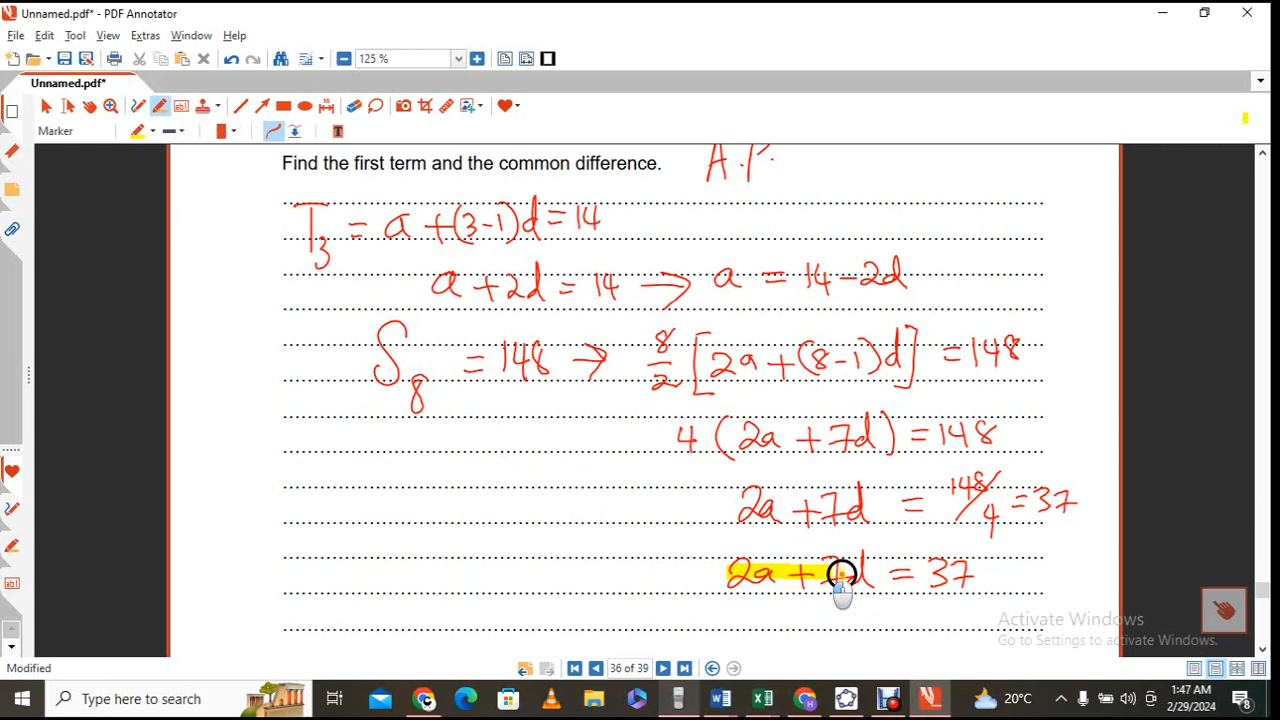 Unnamed.pdf* - PDF Annotator
File Edit Tool View Extras Window Help
125 %
Unnamed.pdf*
Marker
Find the first term and the common difference. A.P.
T3 = a + (3-1)d = 14
a + 2d = 14 → a = 14 - 2d
S8 = 148 → 8/2 [2a + (8-1)d] = 148
4 (2a + 7d) = 148
2a + 7d = 148/4 = 37
2a + 7d = 37
Activate Windows
Go to Settings to activate Windows.
Modified
36 of 39
Type here to search
20°C
1:47 AM
2/29/2024
8